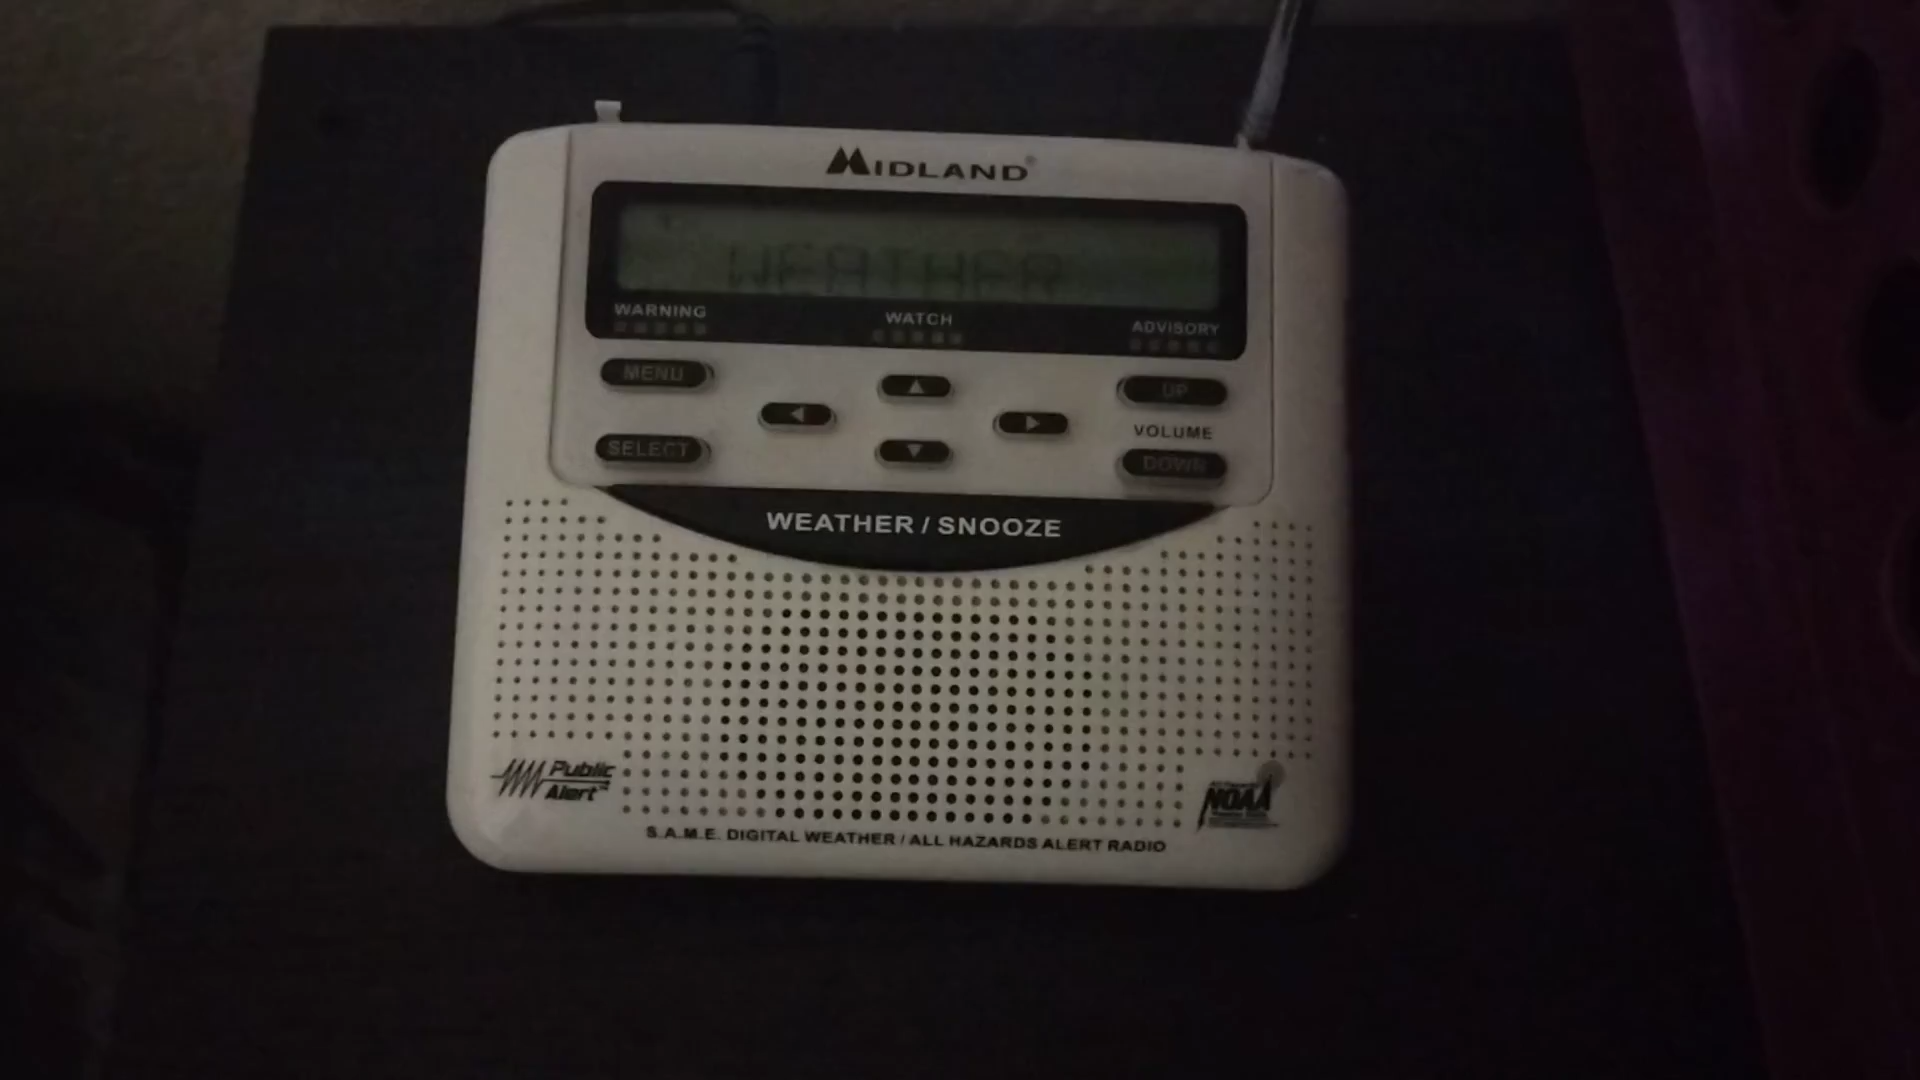 MIDLAND®
WEATHER
WARNING
WATCH
ADVISORY
MENU
UP
VOLUME
SELECT
DOWN
WEATHER / SNOOZE
Public
Alert™
NOAA
S.A.M.E. DIGITAL WEATHER / ALL HAZARDS ALERT RADIO